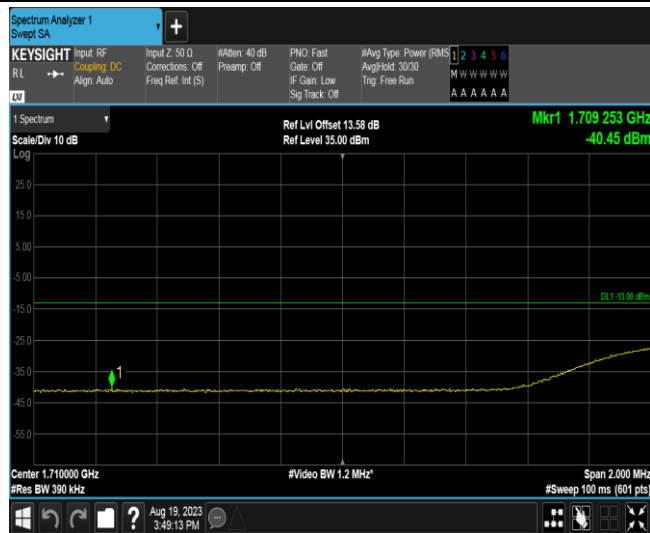 Spectrum Analyzer 1
Swept SA
+
KEYSIGHT Input: RF Input Z: 50 Ω #Atten: 40 dB PNO: Fast #Avg Type: Power (RMS 1 2 3 4 5 6
RL Coupling: DC Corrections: Off Preamp: Off Gate: Off Avg|Hold: 30/30 M W W W W W
Align: Auto Freq Ref: Int (S) IF Gain: Low Trig: Free Run
LXI Sig Track: Off A A A A A A
1 Spectrum Ref Lvl Offset 13.58 dB Mkr1 1.709 253 GHz
Scale/Div 10 dB Ref Level 35.00 dBm -40.45 dBm
Log
25.0
15.0
5.00
-5.00
DL1 -13.00 dBm
-15.0
-25.0
-35.0
1
-45.0
-55.0
Center 1.710000 GHz #Video BW 1.2 MHz* Span 2.000 MHz
#Res BW 390 kHz #Sweep 100 ms (601 pts)
? Aug 19, 2023
3:49:13 PM